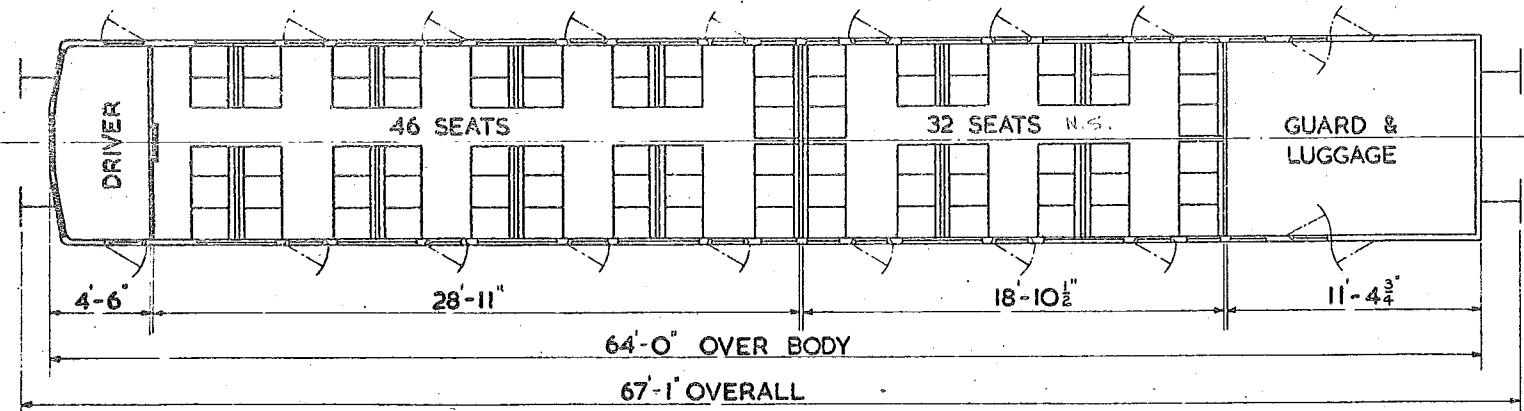 DRIVER
46 SEATS
32 SEATS N.S.
GUARD &
LUGGAGE
4'-6"
28'-11"
18'-10½"
11'-4¾"
64'-0" OVER BODY
67'-1" OVERALL